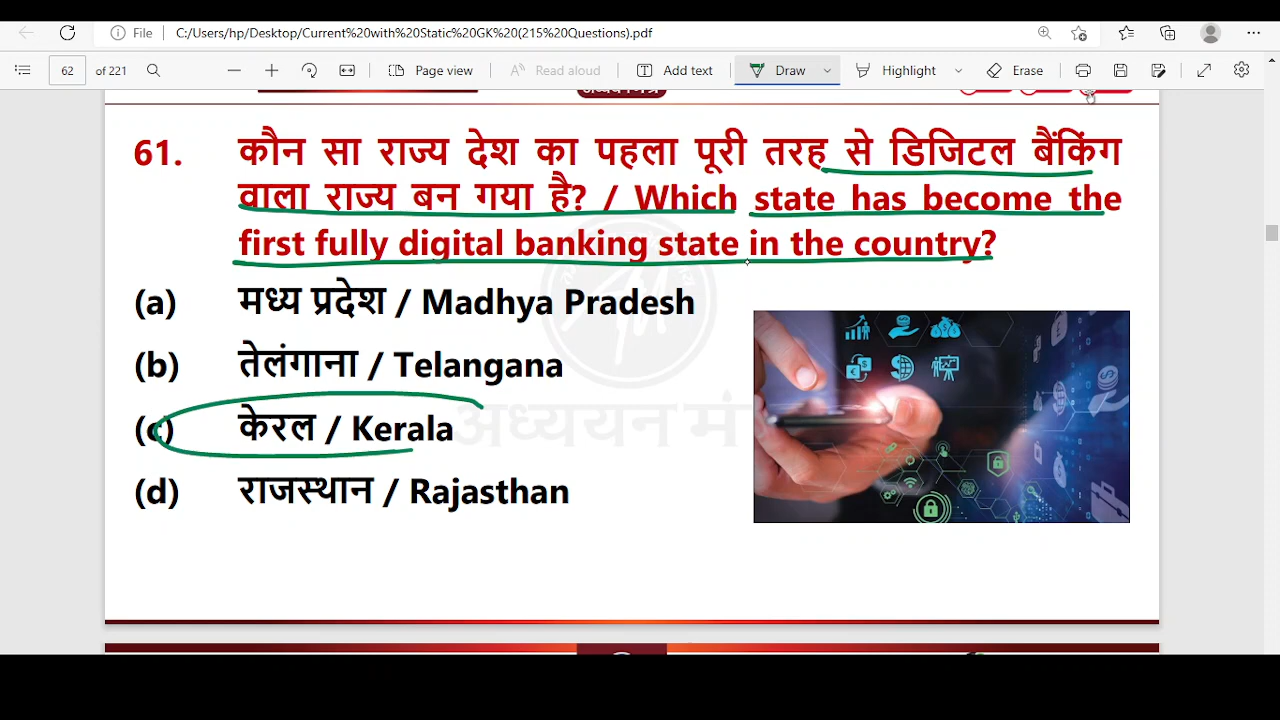 File
C:/Users/hp/Desktop/Current%20with%20Static%20GK%20(215%20Questions).pdf
62 of 221 Page view Read aloud Add text Draw Highlight Erase
61. कौन सा राज्य देश का पहला पूरी तरह से डिजिटल बैंकिंग
वाला राज्य बन गया है? / Which state has become the
first fully digital banking state in the country?
(a) मध्य प्रदेश / Madhya Pradesh
(b) तेलंगाना / Telangana
(c) केरल / Kerala
(d) राजस्थान / Rajasthan
अध्ययन